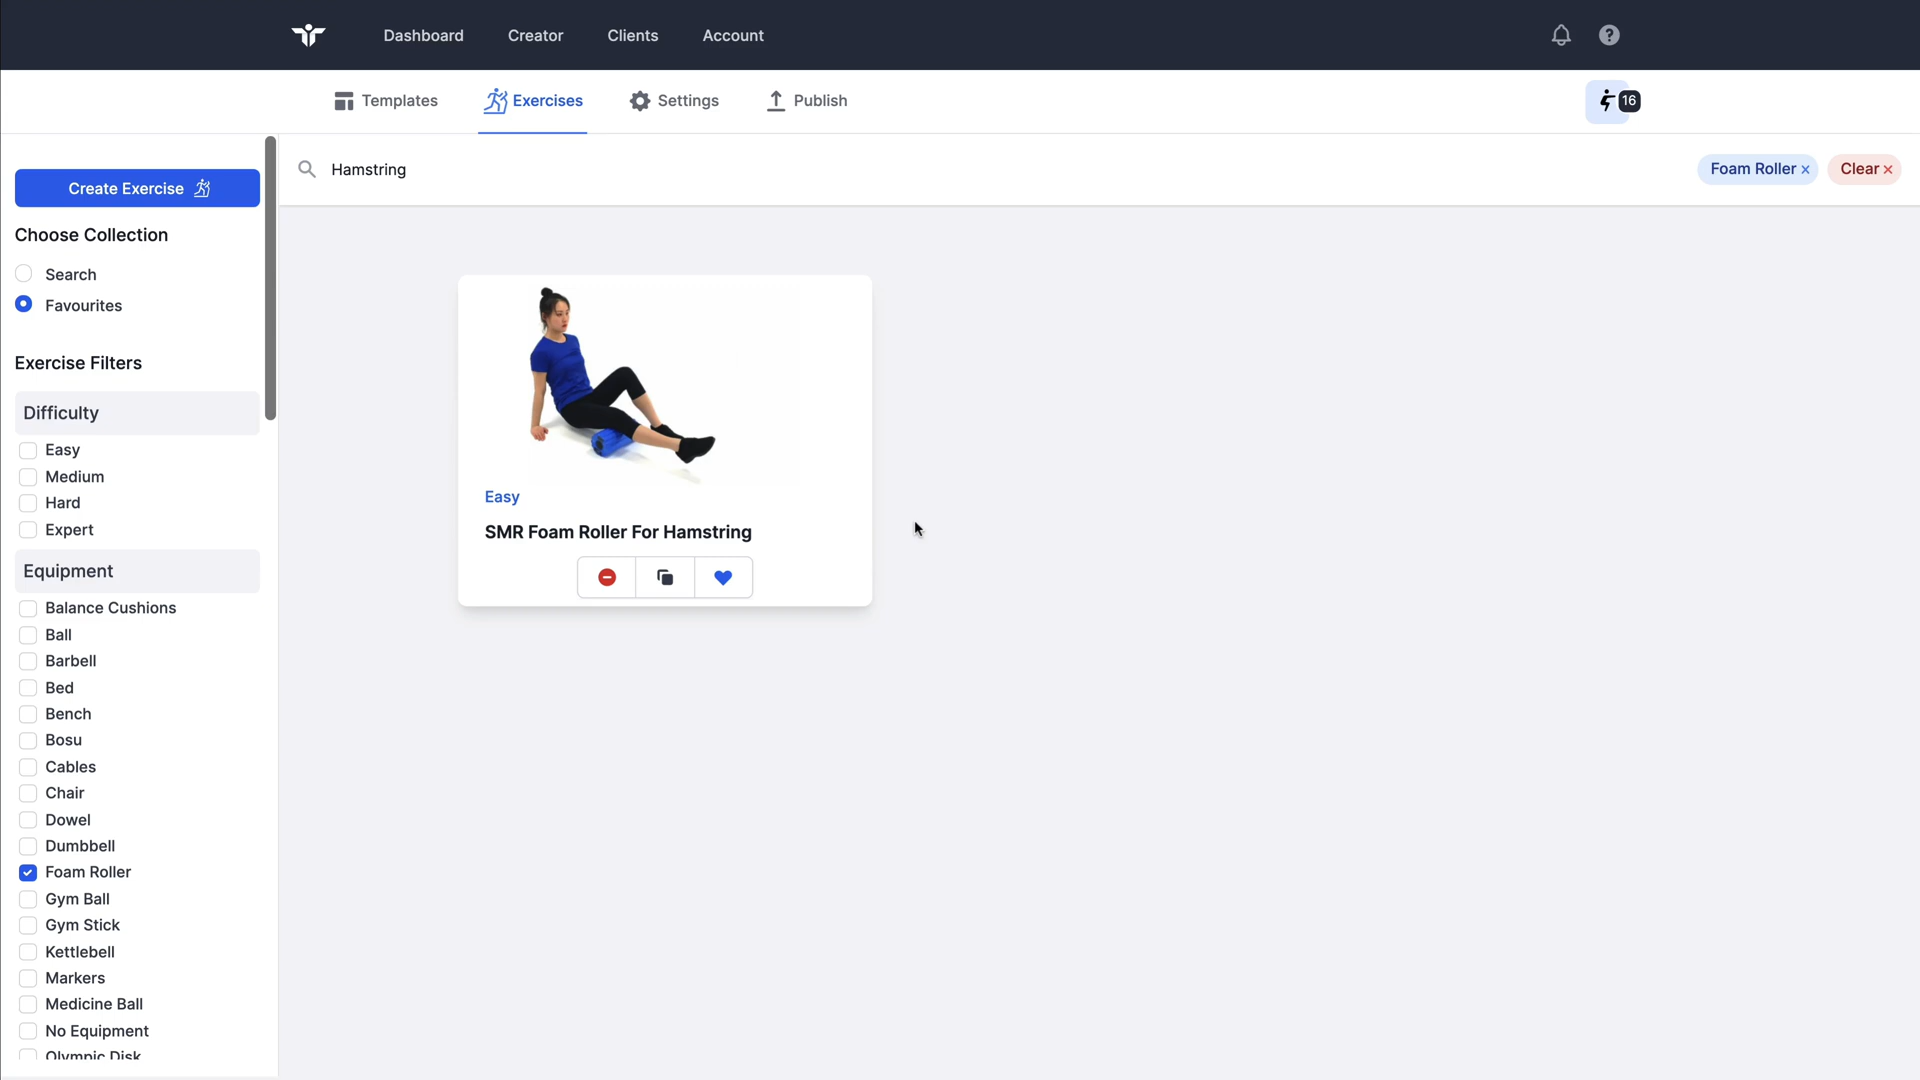 Dashboard
Creator
Clients
Account
?
Templates
Exercises
Settings
Publish
16
Create Exercise
Hamstring
Foam Roller ×
Clear ×
Choose Collection
Search
Favourites
Exercise Filters
Difficulty
Easy
Medium
Hard
Expert
Equipment
Balance Cushions
Ball
Barbell
Bed
Bench
Bosu
Cables
Chair
Dowel
Dumbbell
Foam Roller
Gym Ball
Gym Stick
Kettlebell
Markers
Medicine Ball
No Equipment
Olympic Disk
Easy
SMR Foam Roller For Hamstring